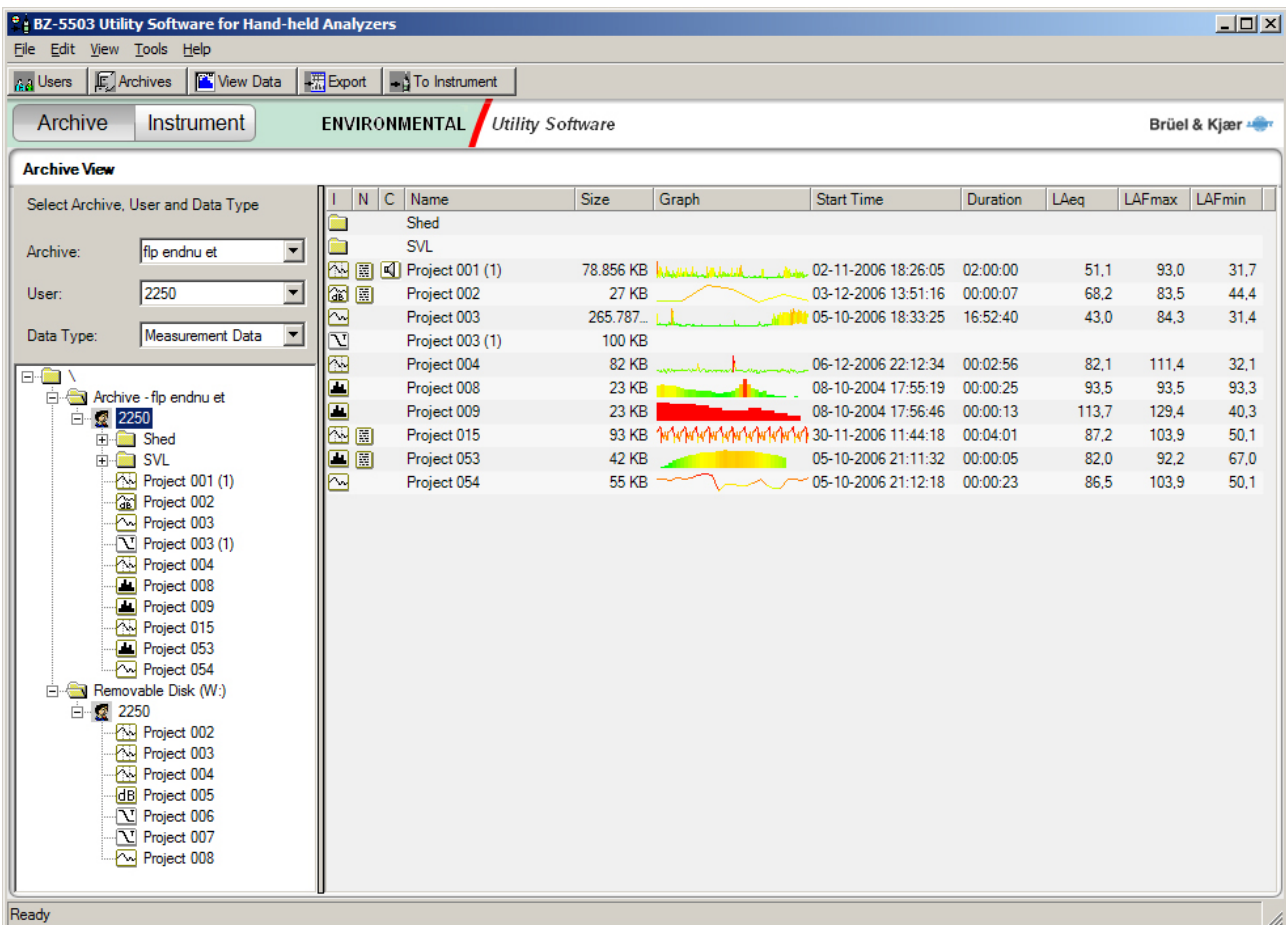 BZ-5503 Utility Software for Hand-held Analyzers
File Edit View Tools Help
Users Archives View Data Export To Instrument
Archive Instrument ENVIRONMENTAL Utility Software Brüel & Kjær
Archive View
Select Archive, User and Data Type
Archive: flp endnu et
User: 2250
Data Type: Measurement Data
\
Archive - flp endnu et
2250
Shed
SVL
Project 001 (1)
Project 002
Project 003
Project 003 (1)
Project 004
Project 008
Project 009
Project 015
Project 053
Project 054
Removable Disk (W:)
2250
Project 002
Project 003
Project 004
dB Project 005
Project 006
Project 007
Project 008
I N C Name Size Graph Start Time Duration LAeq LAFmax LAFmin
Shed
SVL
Project 001 (1) 78.856 KB 02-11-2006 18:26:05 02:00:00 51,1 93,0 31,7
Project 002 27 KB 03-12-2006 13:51:16 00:00:07 68,2 83,5 44,4
Project 003 265.787... 05-10-2006 18:33:25 16:52:40 43,0 84,3 31,4
Project 003 (1) 100 KB
Project 004 82 KB 06-12-2006 22:12:34 00:02:56 82,1 111,4 32,1
Project 008 23 KB 08-10-2004 17:55:19 00:00:25 93,5 93,5 93,3
Project 009 23 KB 08-10-2004 17:56:46 00:00:13 113,7 129,4 40,3
Project 015 93 KB 30-11-2006 11:44:18 00:04:01 87,2 103,9 50,1
Project 053 42 KB 05-10-2006 21:11:32 00:00:05 82,0 92,2 67,0
Project 054 55 KB 05-10-2006 21:12:18 00:00:23 86,5 103,9 50,1
Ready